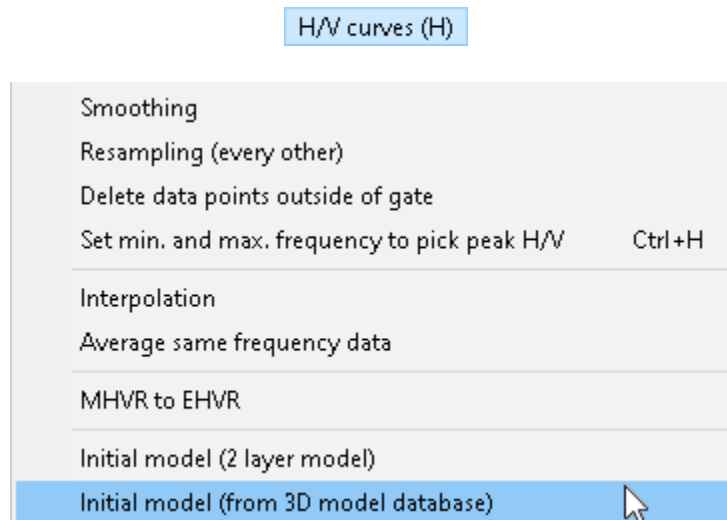 H/V curves (H)
Smoothing
Resampling (every other)
Delete data points outside of gate
Set min. and max. frequency to pick peak H/V Ctrl+H
Interpolation
Average same frequency data
MHVR to EHVR
Initial model (2 layer model)
Initial model (from 3D model database)